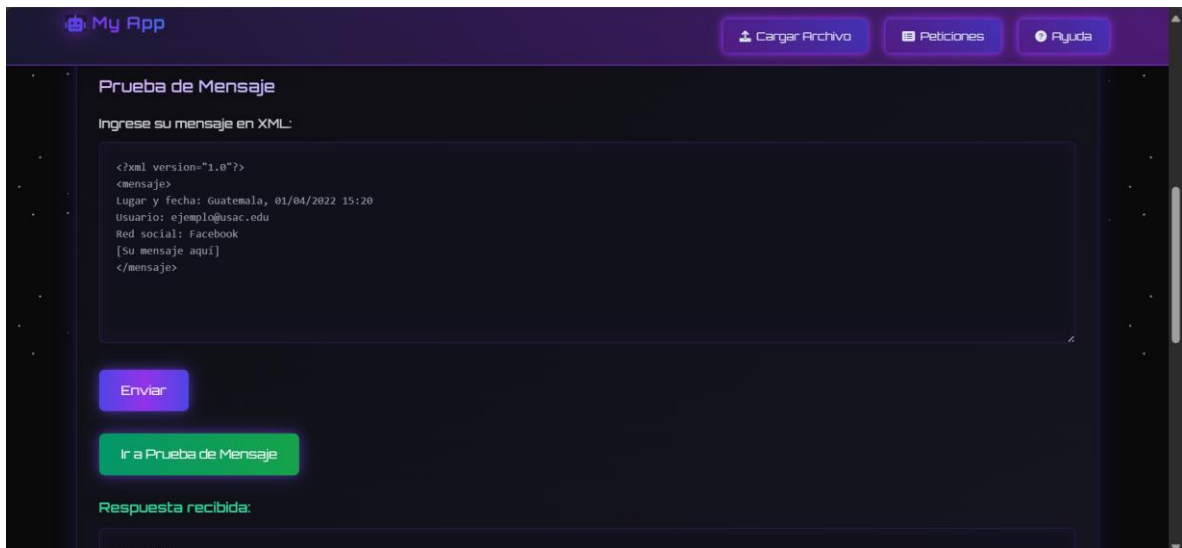 My App
Cargar Archivo
Peticiones
Ayuda
Prueba de Mensaje
Ingrese su mensaje en XML:
<?xml version="1.0"?>
<mensaje>
Lugar y fecha: Guatemala, 01/04/2022 15:20
Usuario: ejemplo@usac.edu
Red social: Facebook
[Su mensaje aquí]
</mensaje>
Enviar
Ir a Prueba de Mensaje
Respuesta recibida: